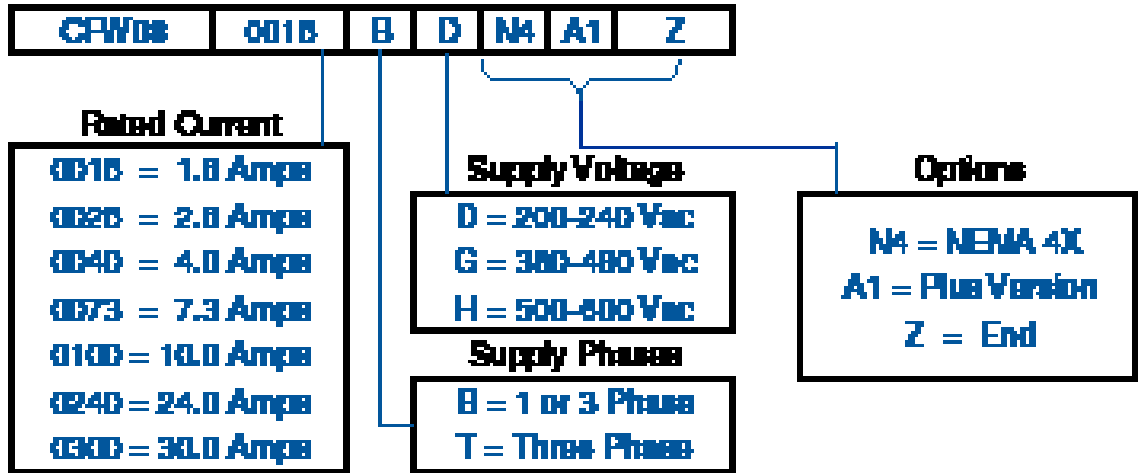 CFW08 0016 B D N4 A1 Z
Rated Current
0016 = 1.6 Amps
0026 = 2.6 Amps
0040 = 4.0 Amps
0073 = 7.3 Amps
0100 = 10.0 Amps
0240 = 24.0 Amps
0300 = 30.0 Amps
Supply Voltage
D = 200-240 Vac
G = 380-480 Vac
H = 500-600 Vac
Supply Phases
B = 1 or 3 Phase
T = Three Phase
Options
N4 = NEMA 4X
A1 = Plus Version
Z = End